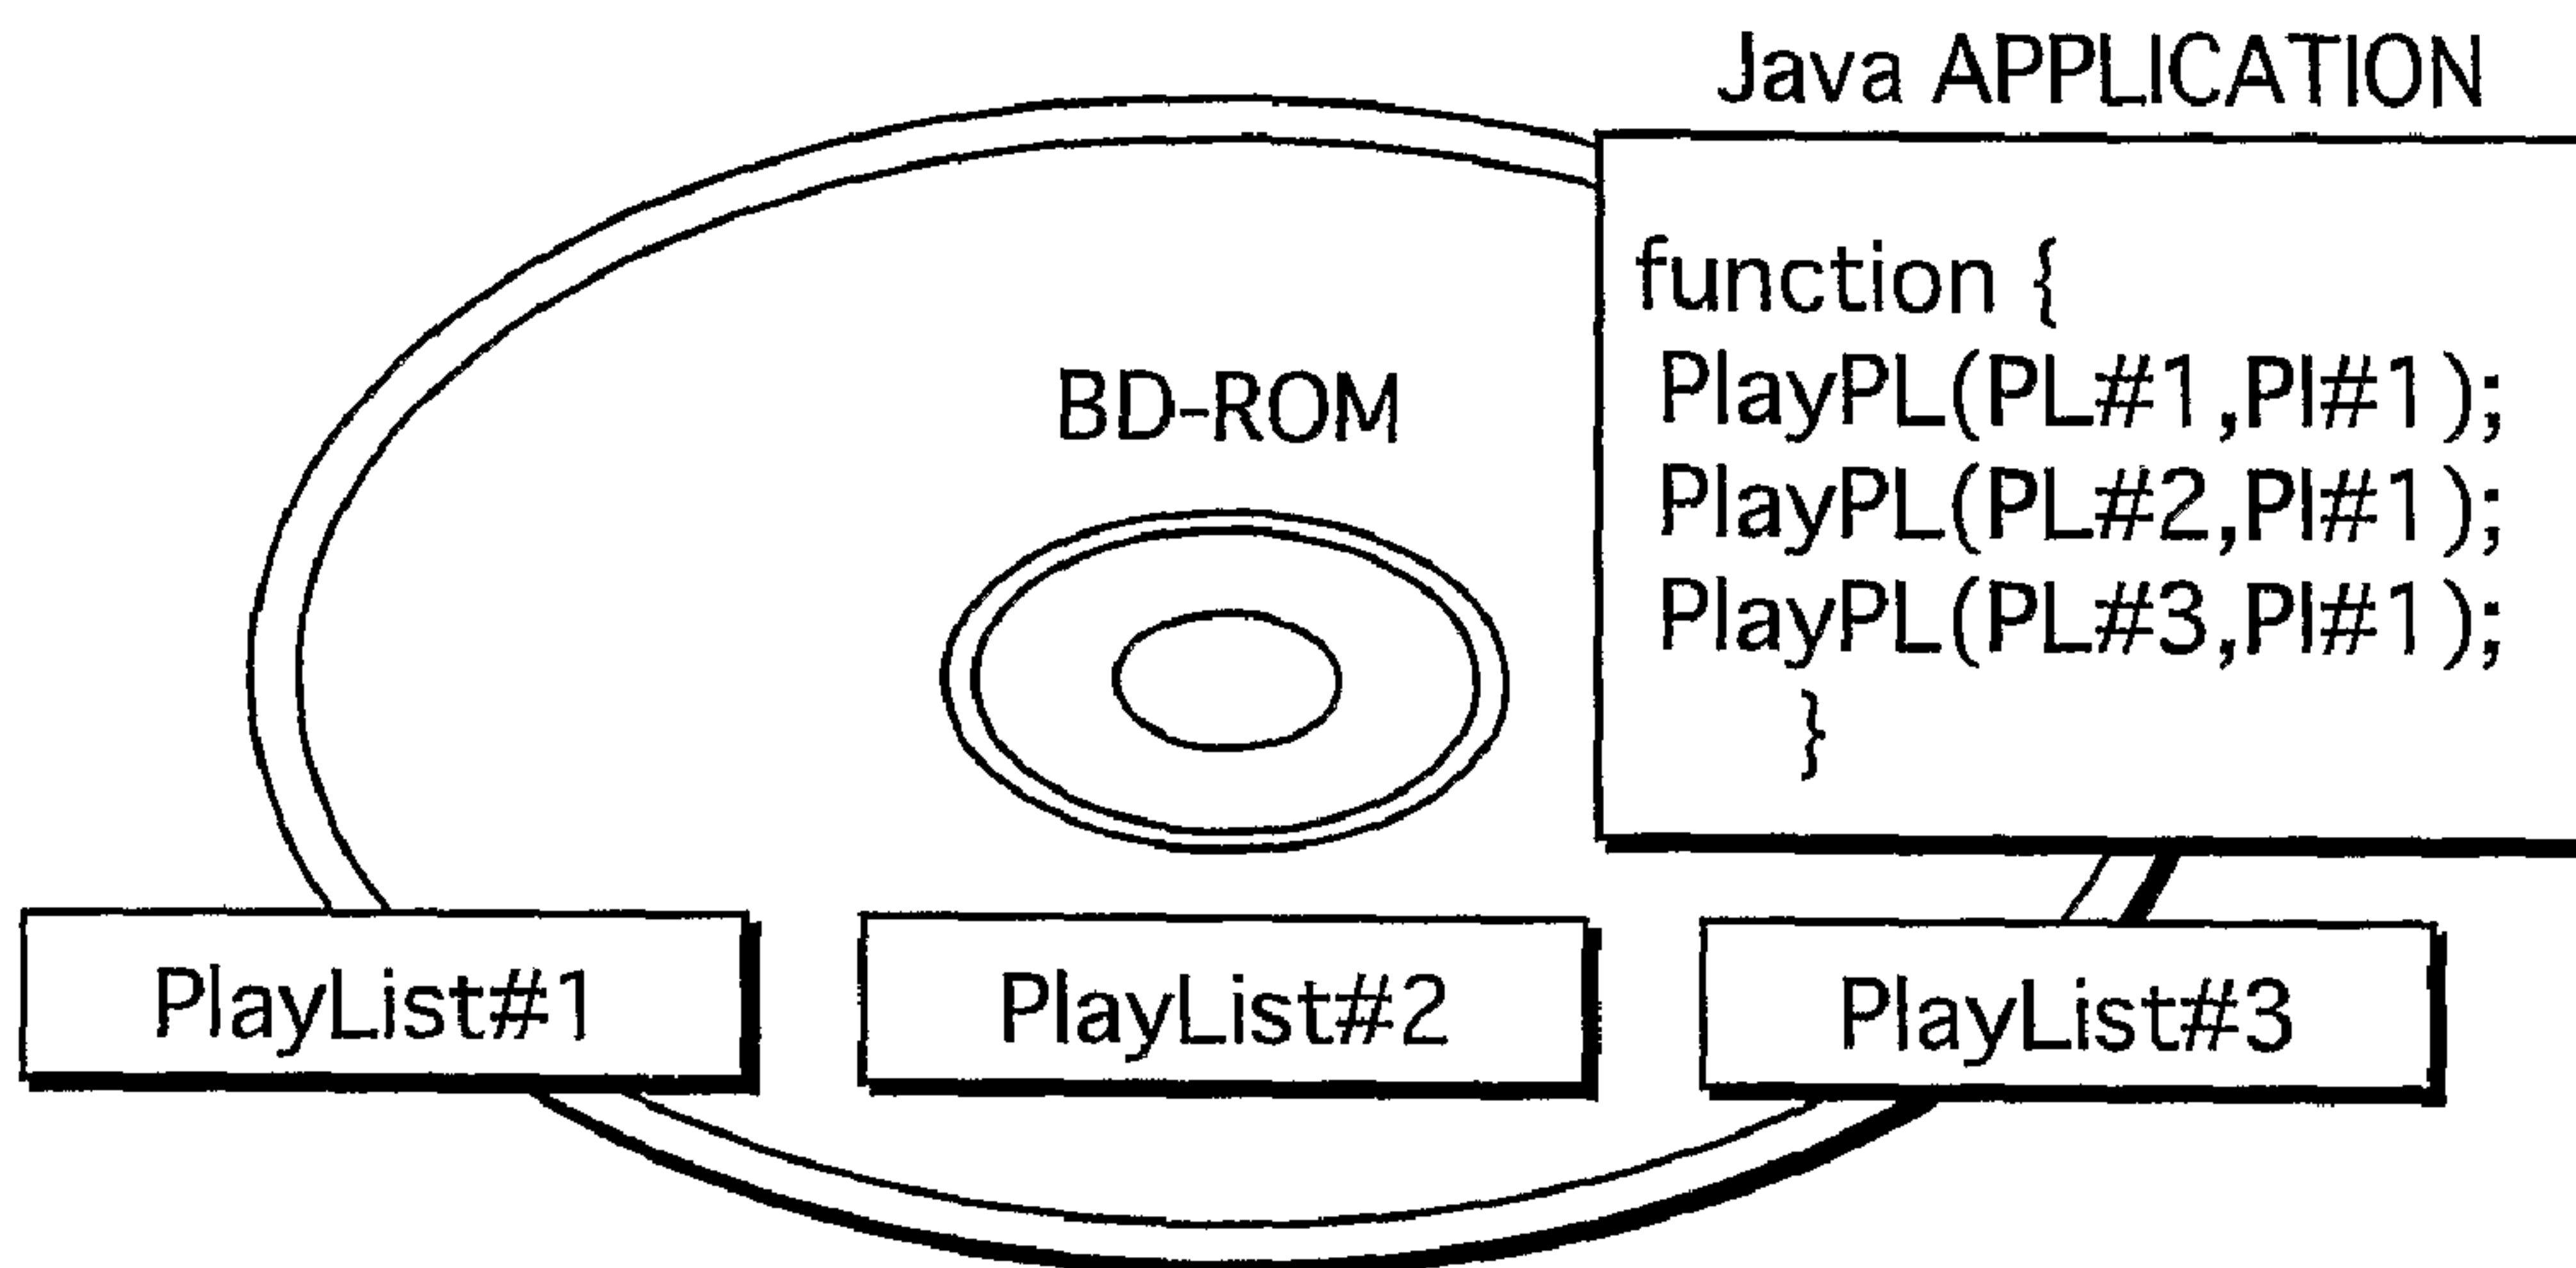 Java APPLICATION
function {
PlayPL(PL#1,PI#1);
PlayPL(PL#2,PI#1);
PlayPL(PL#3,PI#1);
}
BD-ROM
PlayList#1
PlayList#2
PlayList#3